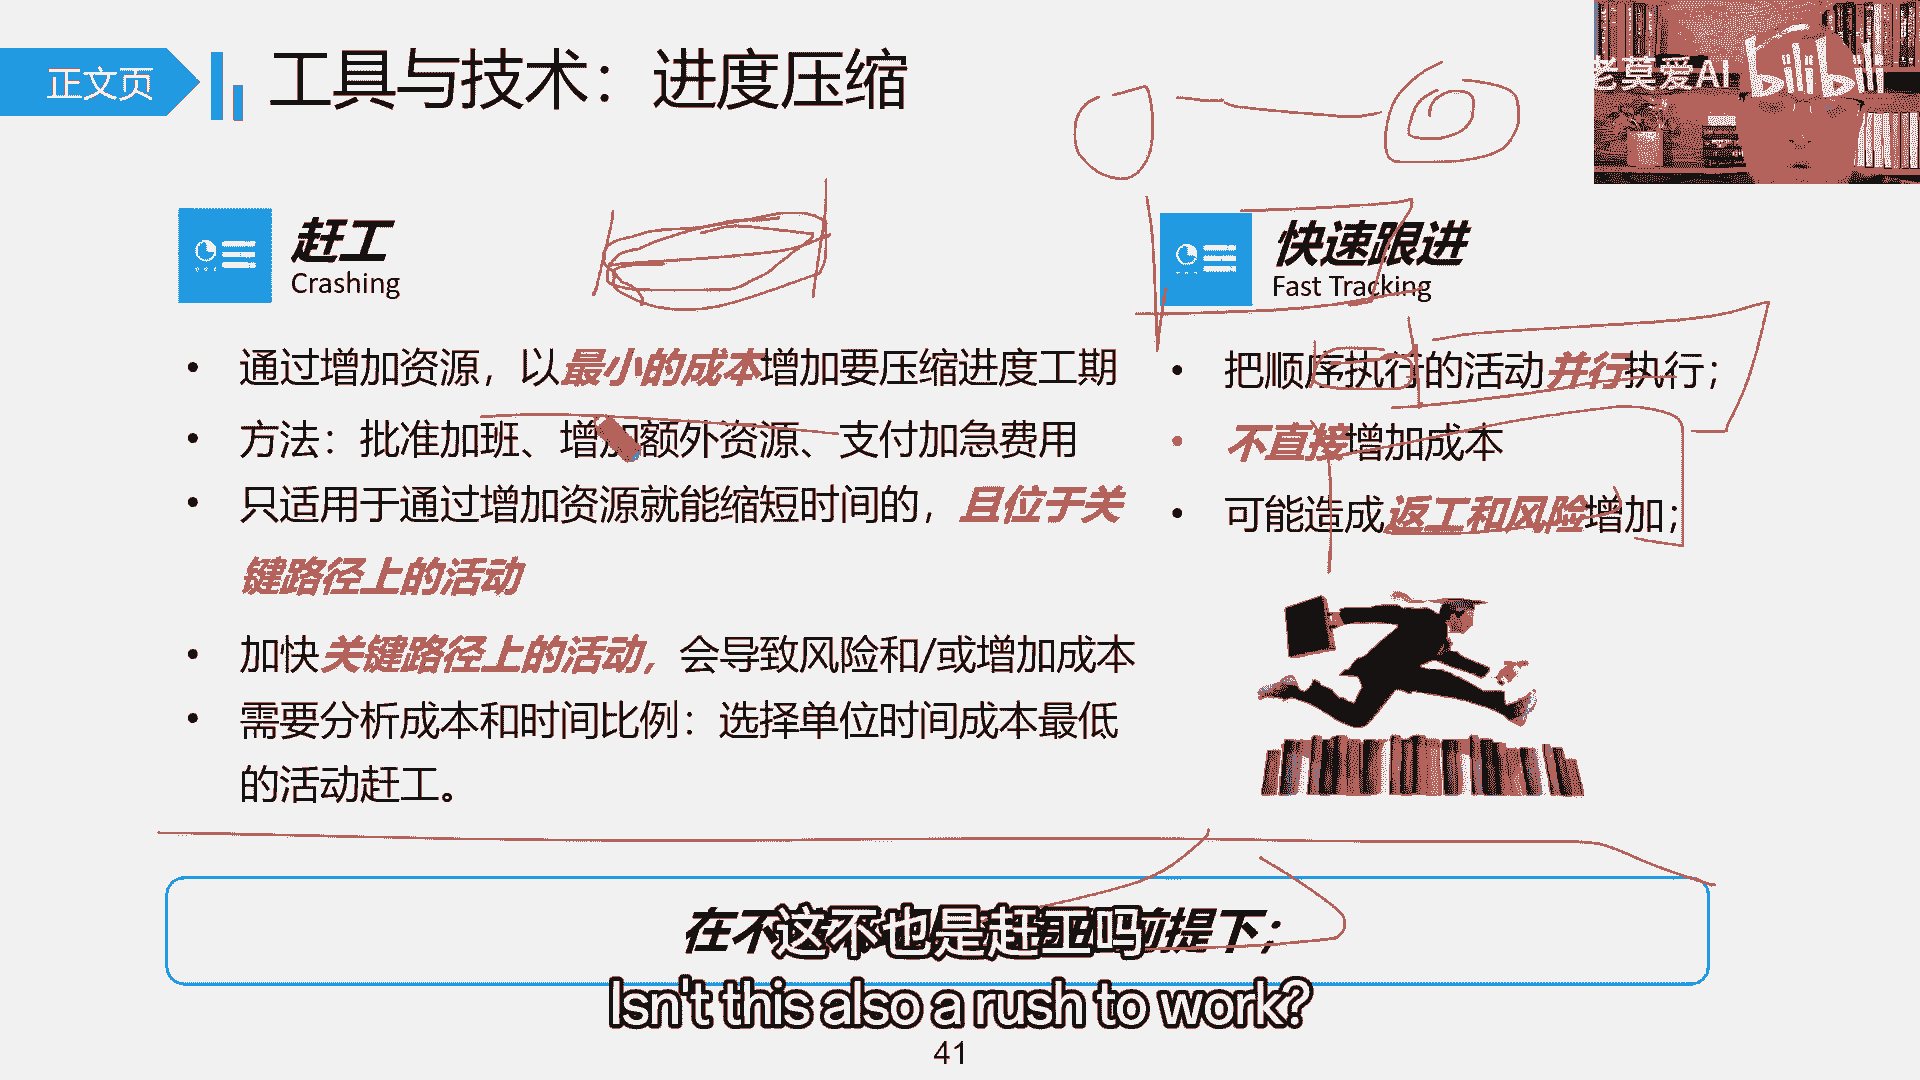 正文页
工具与技术：进度压缩
老莫爱AI
bilibili
赶工
Crashing
通过增加资源，以最小的成本增加要压缩进度工期
方法：批准加班、增加额外资源、支付加急费用
只适用于通过增加资源就能缩短时间的，且位于关
键路径上的活动
加快关键路径上的活动，会导致风险和/或增加成本
需要分析成本和时间比例：选择单位时间成本最低
的活动赶工。
快速跟进
Fast Tracking
把顺序执行的活动并行执行；
不直接增加成本
可能造成返工和风险增加；
在不 前提下；
这不也是赶工吗
Isn't this also a rush to work?
41